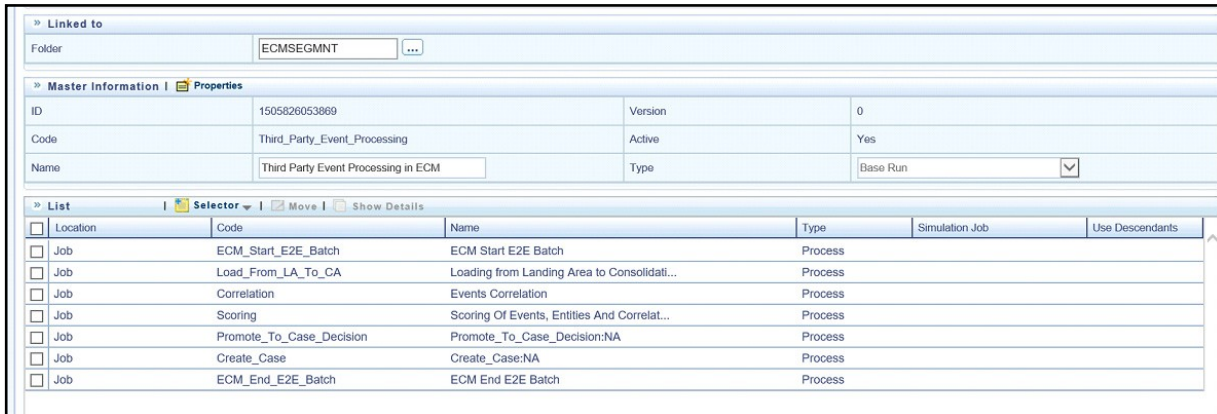 » Linked to
Folder ECMSEGMNT ...
» Master Information | Properties
ID 1505826053869 Version 0
Code Third_Party_Event_Processing Active Yes
Name Third Party Event Processing in ECM Type Base Run
» List | Selector | Move | Show Details
Location Code Name Type Simulation Job Use Descendants
Job ECM_Start_E2E_Batch ECM Start E2E Batch Process
Job Load_From_LA_To_CA Loading from Landing Area to Consolidati... Process
Job Correlation Events Correlation Process
Job Scoring Scoring Of Events, Entities And Correlat... Process
Job Promote_To_Case_Decision Promote_To_Case_Decision:NA Process
Job Create_Case Create_Case:NA Process
Job ECM_End_E2E_Batch ECM End E2E Batch Process